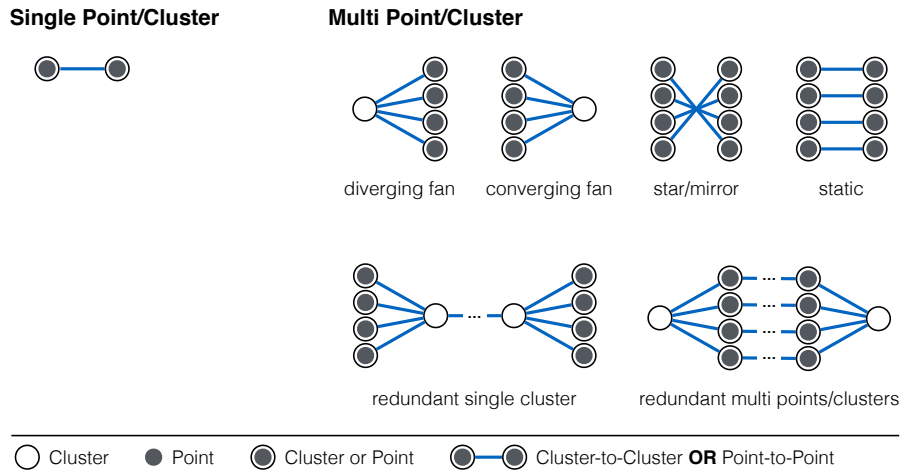 Single Point/Cluster
Multi Point/Cluster
diverging fan
converging fan
star/mirror
static
...
...
...
...
...
redundant single cluster
redundant multi points/clusters
Cluster
Point
Cluster or Point
Cluster-to-Cluster OR Point-to-Point